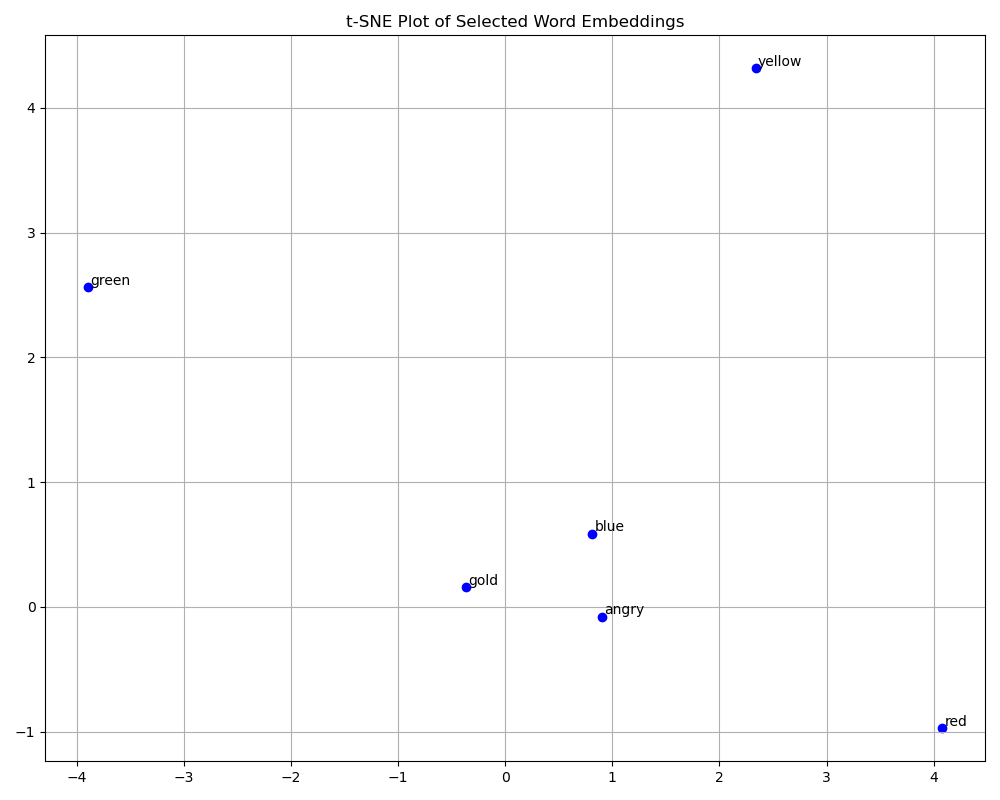 t-SNE Plot of Selected Word Embeddings
yellow
4
3
green
2
1
blue
gold
0
angry
red
−1
−4 −3 −2 −1 0 1 2 3 4